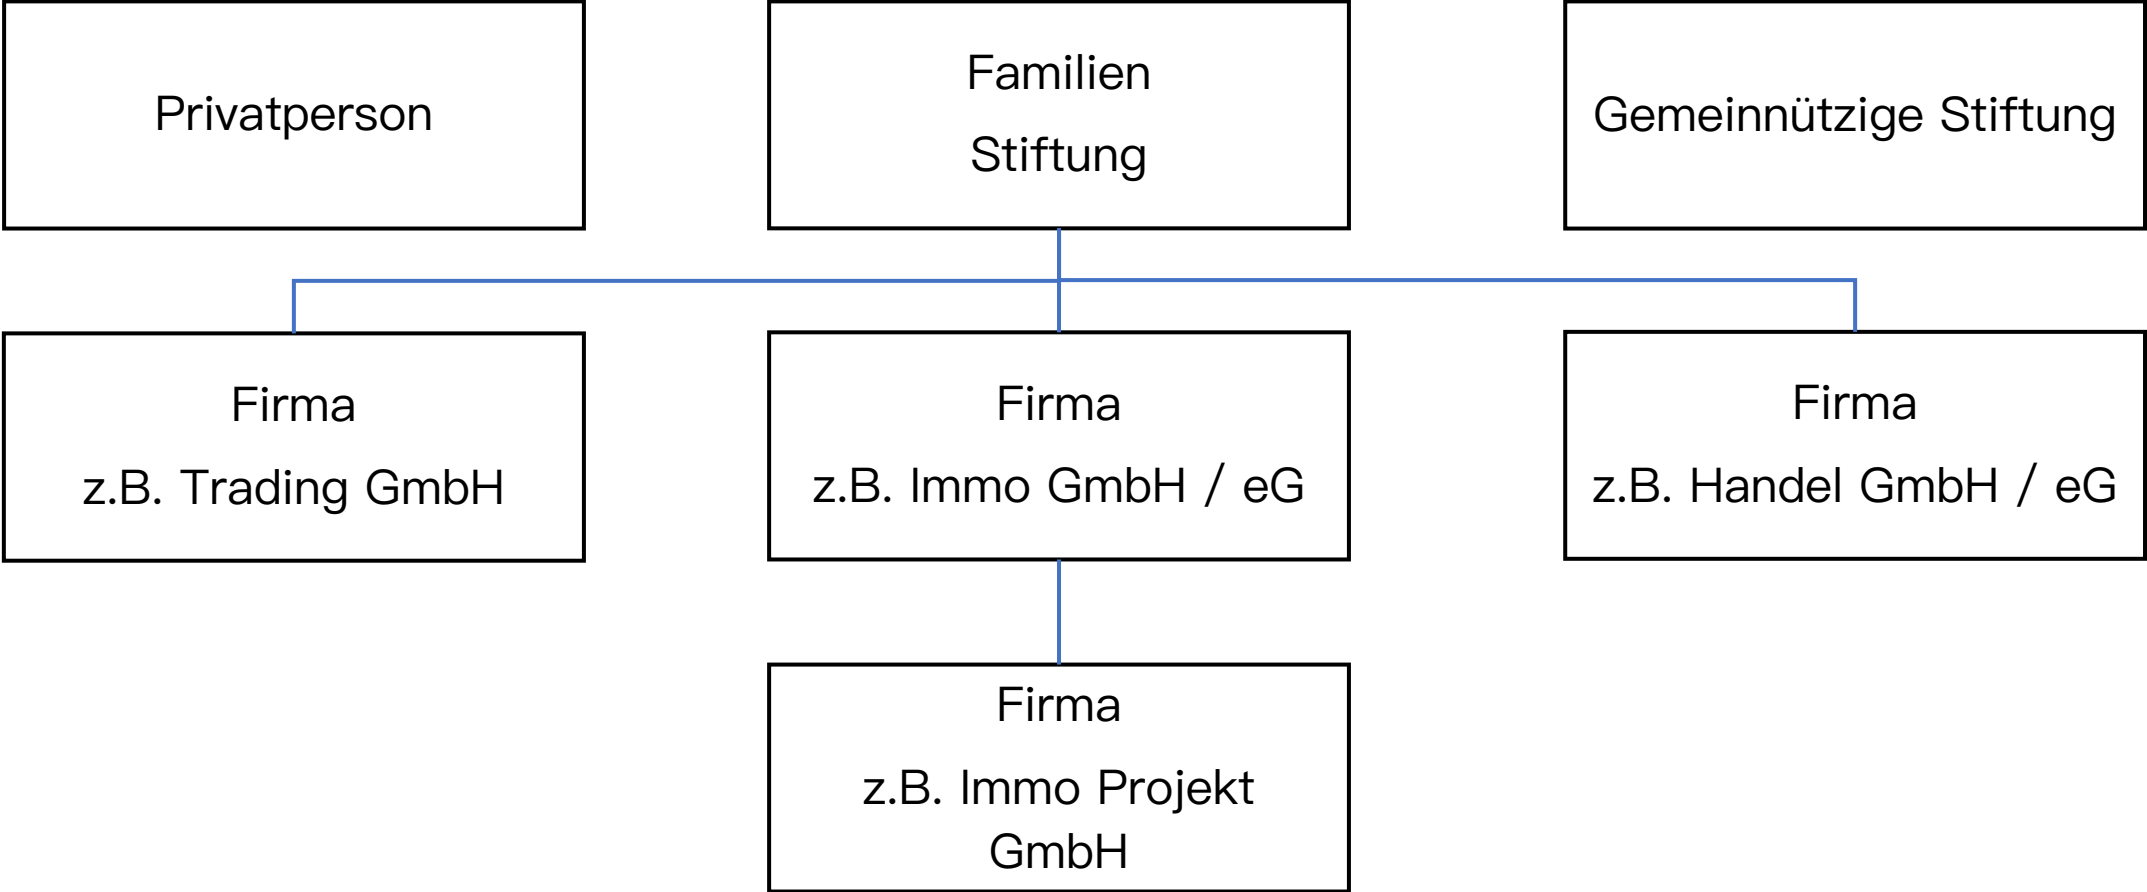 Privatperson
Familien
Stiftung
Gemeinnützige Stiftung
Firma
z.B. Trading GmbH
Firma
z.B. Immo GmbH / eG
Firma
z.B. Handel GmbH / eG
Firma
z.B. Immo Projekt
GmbH